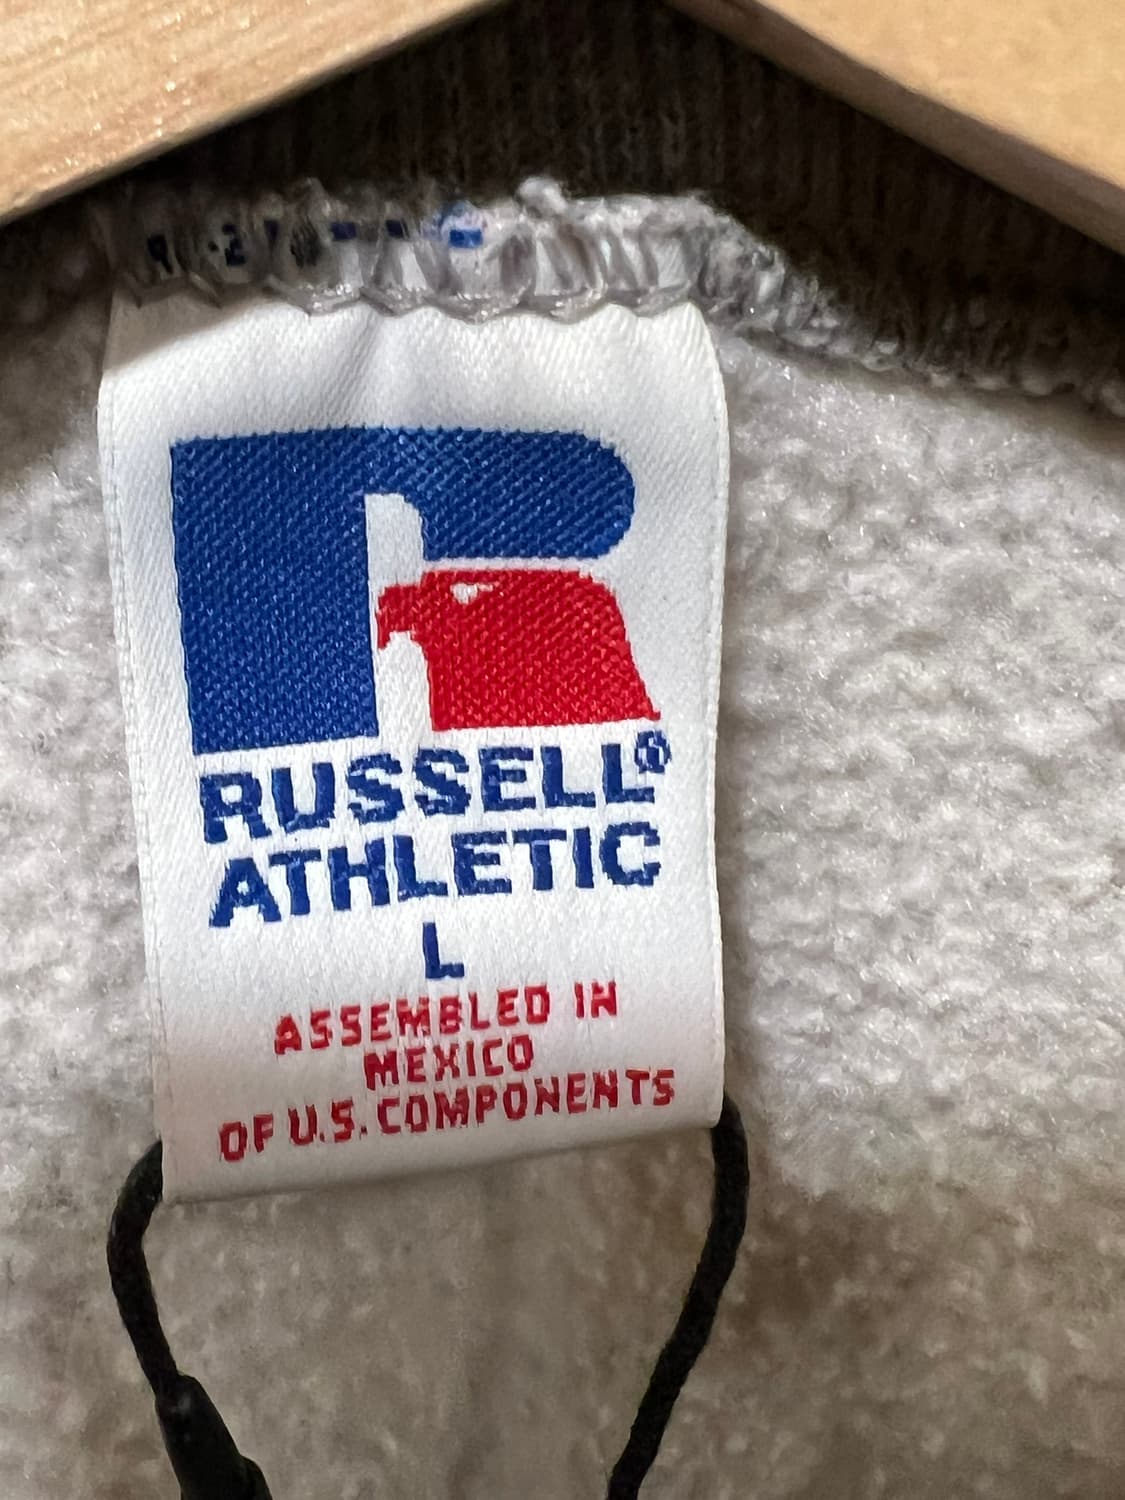 RUSSELL®
ATHLETIC
L
ASSEMBLED IN
MEXICO
OF U.S. COMPONENTS